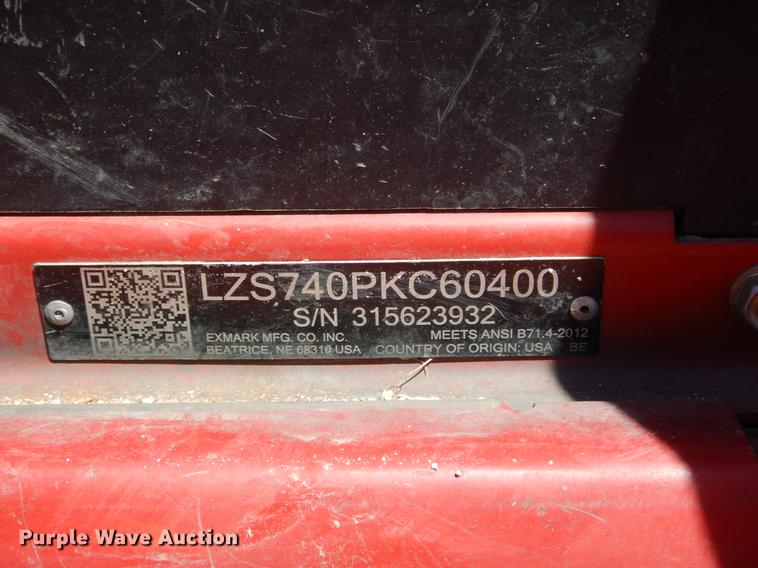 LZS740PKC60400
S/N 315623932
EXMARK MFG. CO. INC. MEETS ANSI B71.4-2012
BEATRICE, NE 68310 USA COUNTRY OF ORIGIN: USA BE
Purple Wave Auction®